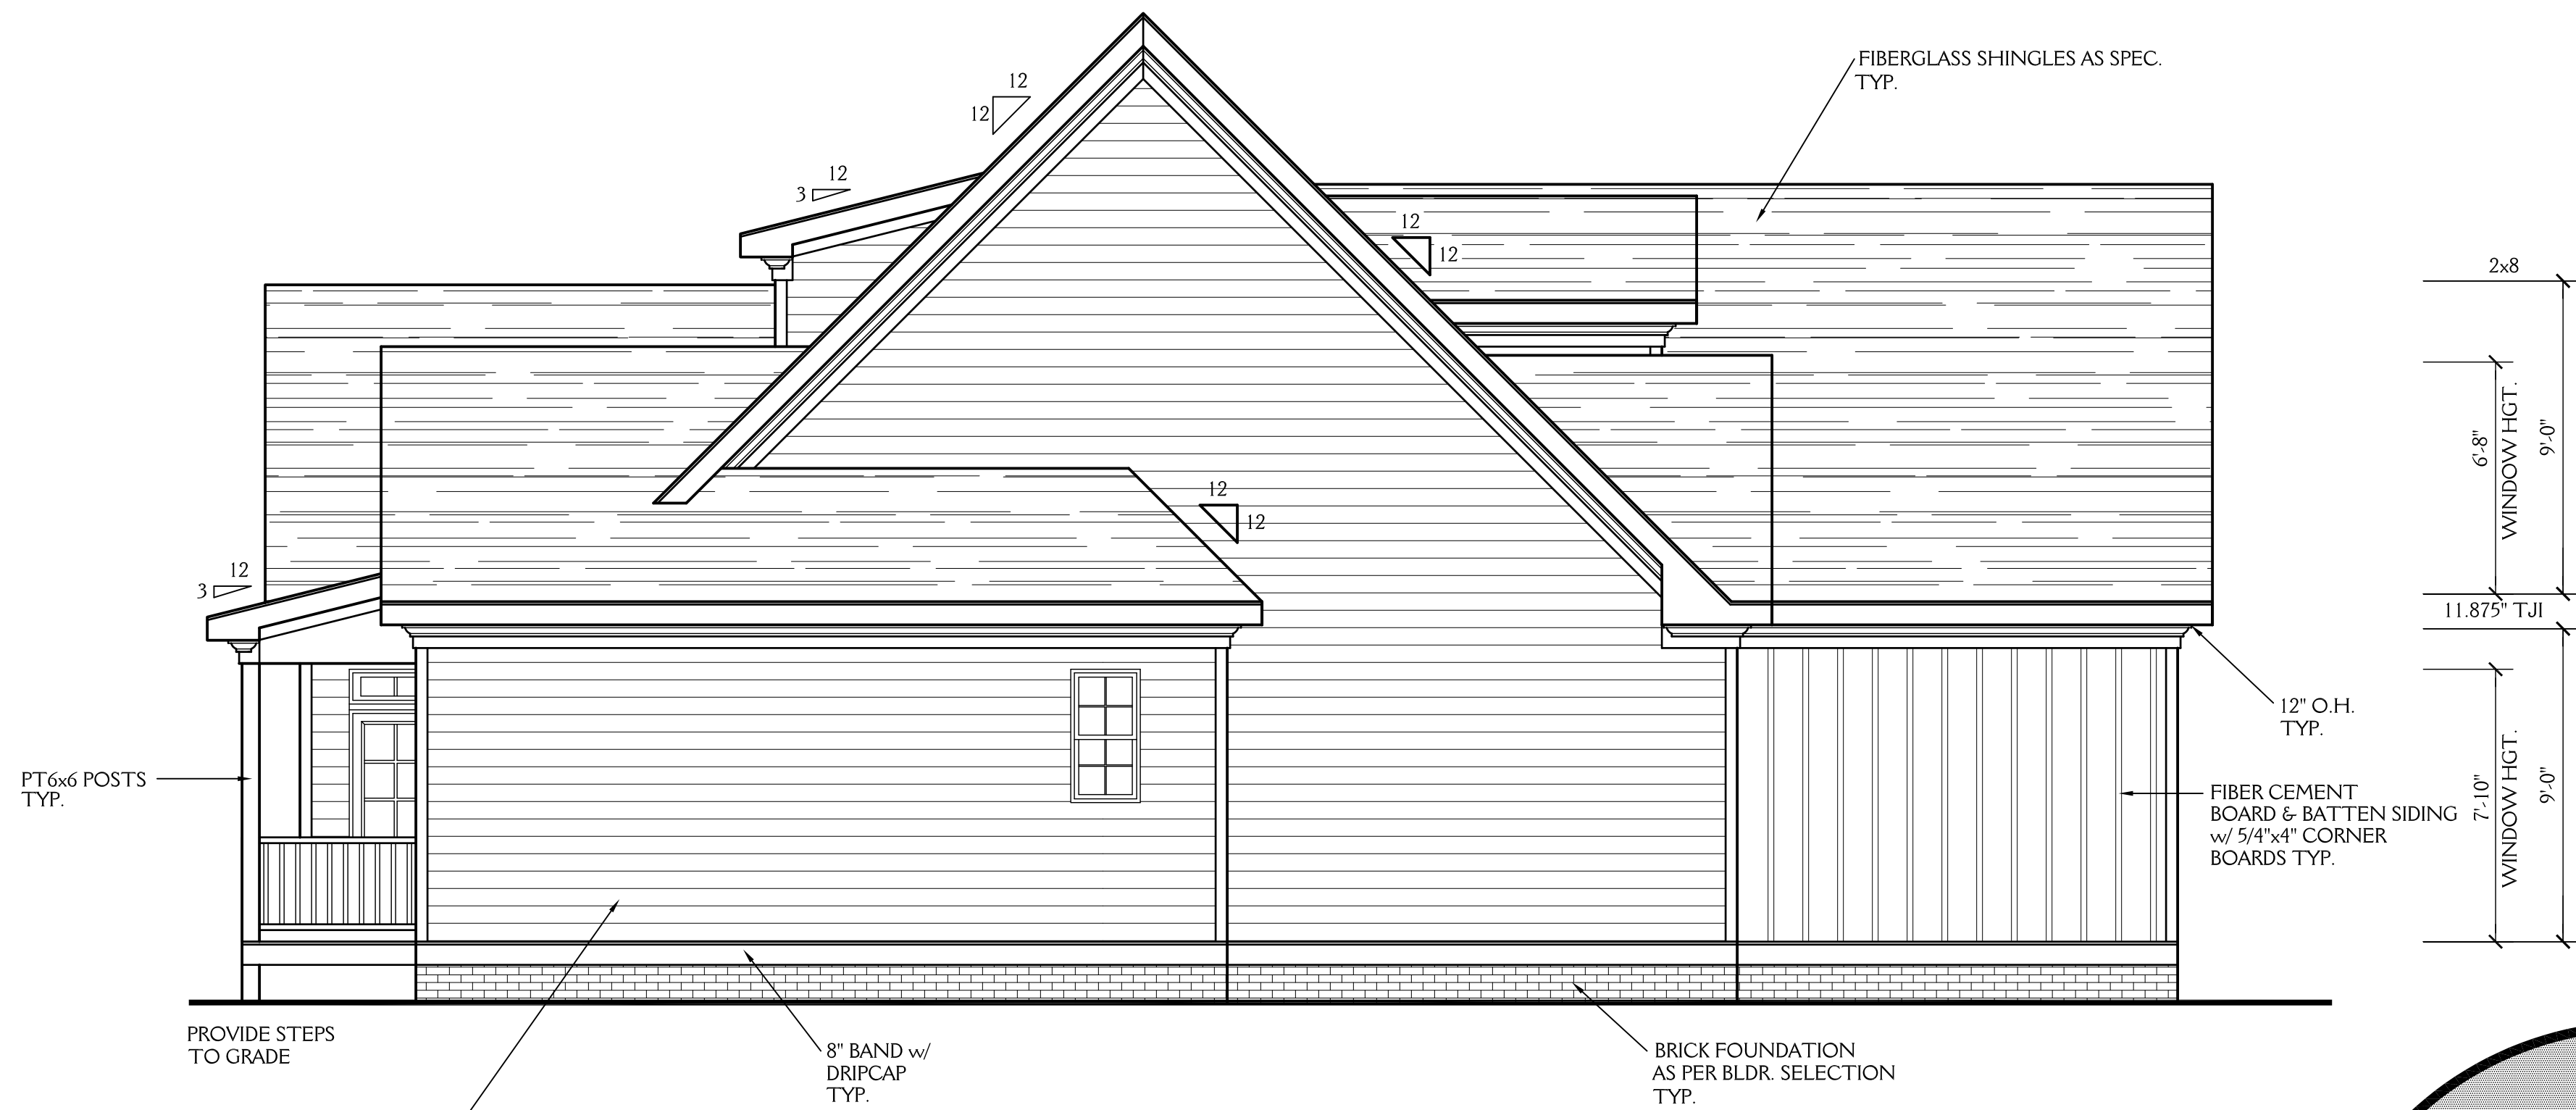 FIBERGLASS SHINGLES AS SPEC.
TYP.
12
12
12
3
12
12
12
12
12
3
2x8
6'-8"
WINDOW HGT.
9'-0"
11.875" TJI
7'-10"
WINDOW HGT.
9'-0"
12" O.H.
TYP.
PT6x6 POSTS
TYP.
FIBER CEMENT
BOARD & BATTEN SIDING
w/ 5/4"x4" CORNER
BOARDS TYP.
PROVIDE STEPS
TO GRADE
8" BAND w/
DRIPCAP
TYP.
BRICK FOUNDATION
AS PER BLDR. SELECTION
TYP.